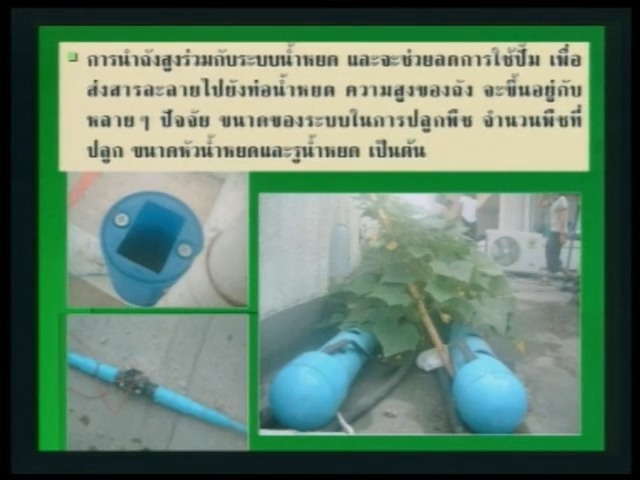 การนำถังสูงร่วมกับระบบน้ำหยด และจะช่วยลดการใช้ปั๊ม เพื่อ
ส่งสารละลายไปยังท่อน้ำหยด ความสูงของถัง จะขึ้นอยู่กับ
หลาย ๆ ปัจจัย ขนาดของระบบในการปลูกพืช จำนวนพืชที่
ปลูก ขนาดหัวน้ำหยดและรูน้ำหยด เป็นต้น